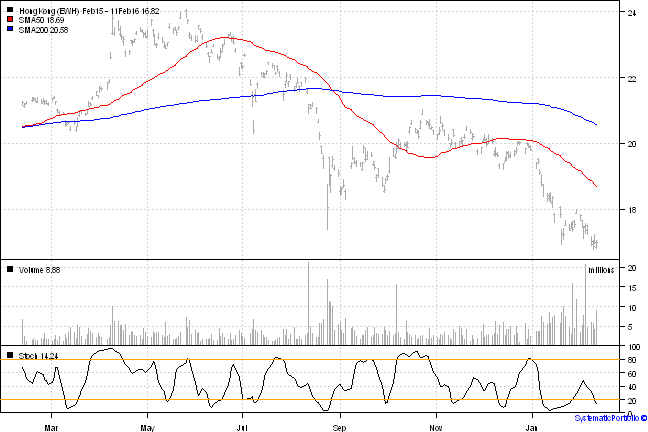 Hong Kong (EWH) Feb15 - 11Feb16 16.82
SMA50 18.69
SMA200 20.58
24
22
20
18
Volume 8.88
millions
20
15
10
5
Stoch 14.24
100
80
60
40
20
0
Mar May Jul Sep Nov Jan
SystematicPortfolio ©